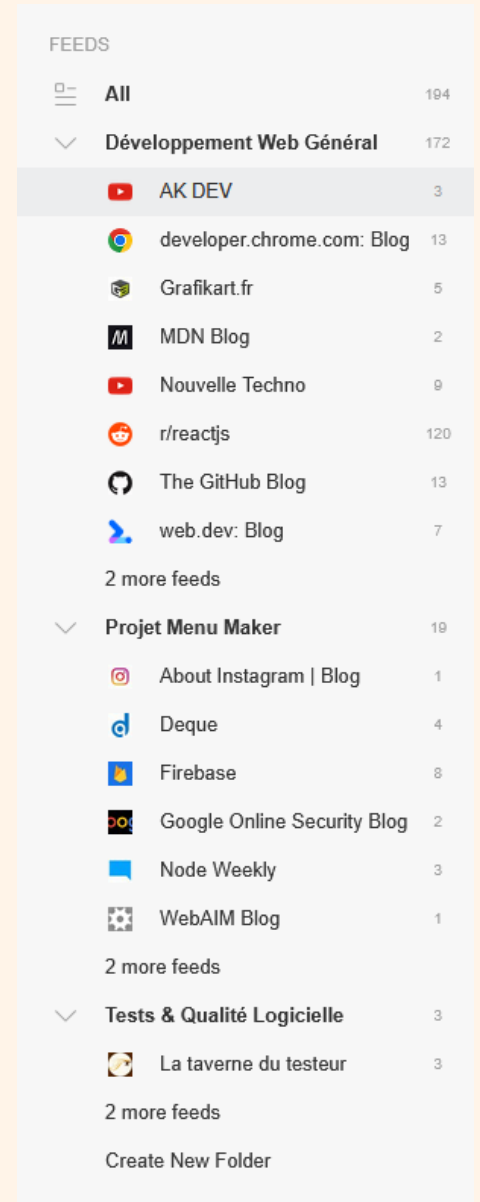 FEEDS
All 194
Développement Web Général 172
AK DEV 3
developer.chrome.com: Blog 13
Grafikart.fr 5
MDN Blog 2
Nouvelle Techno 9
r/reactjs 120
The GitHub Blog 13
web.dev: Blog 7
2 more feeds
Projet Menu Maker 19
About Instagram | Blog 1
Deque 4
Firebase 8
Google Online Security Blog 2
Node Weekly 3
WebAIM Blog 1
2 more feeds
Tests & Qualité Logicielle 3
La taverne du testeur 3
2 more feeds
Create New Folder